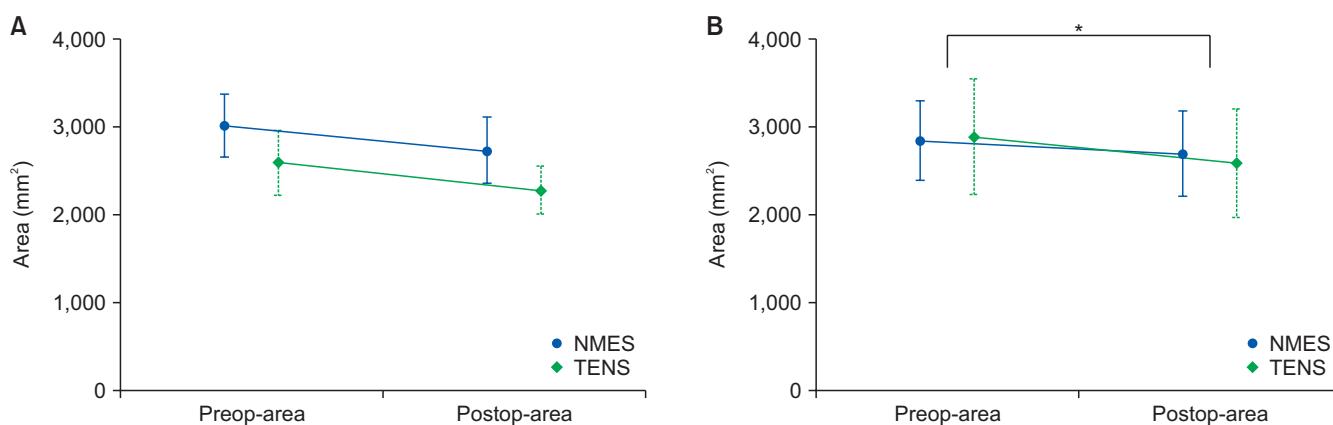 A
4,000
3,000
2,000
1,000
0
Area (mm²)
NMES
TENS
Preop-area Postop-area
B
4,000
3,000
2,000
1,000
0
Area (mm²)
*
NMES
TENS
Preop-area Postop-area